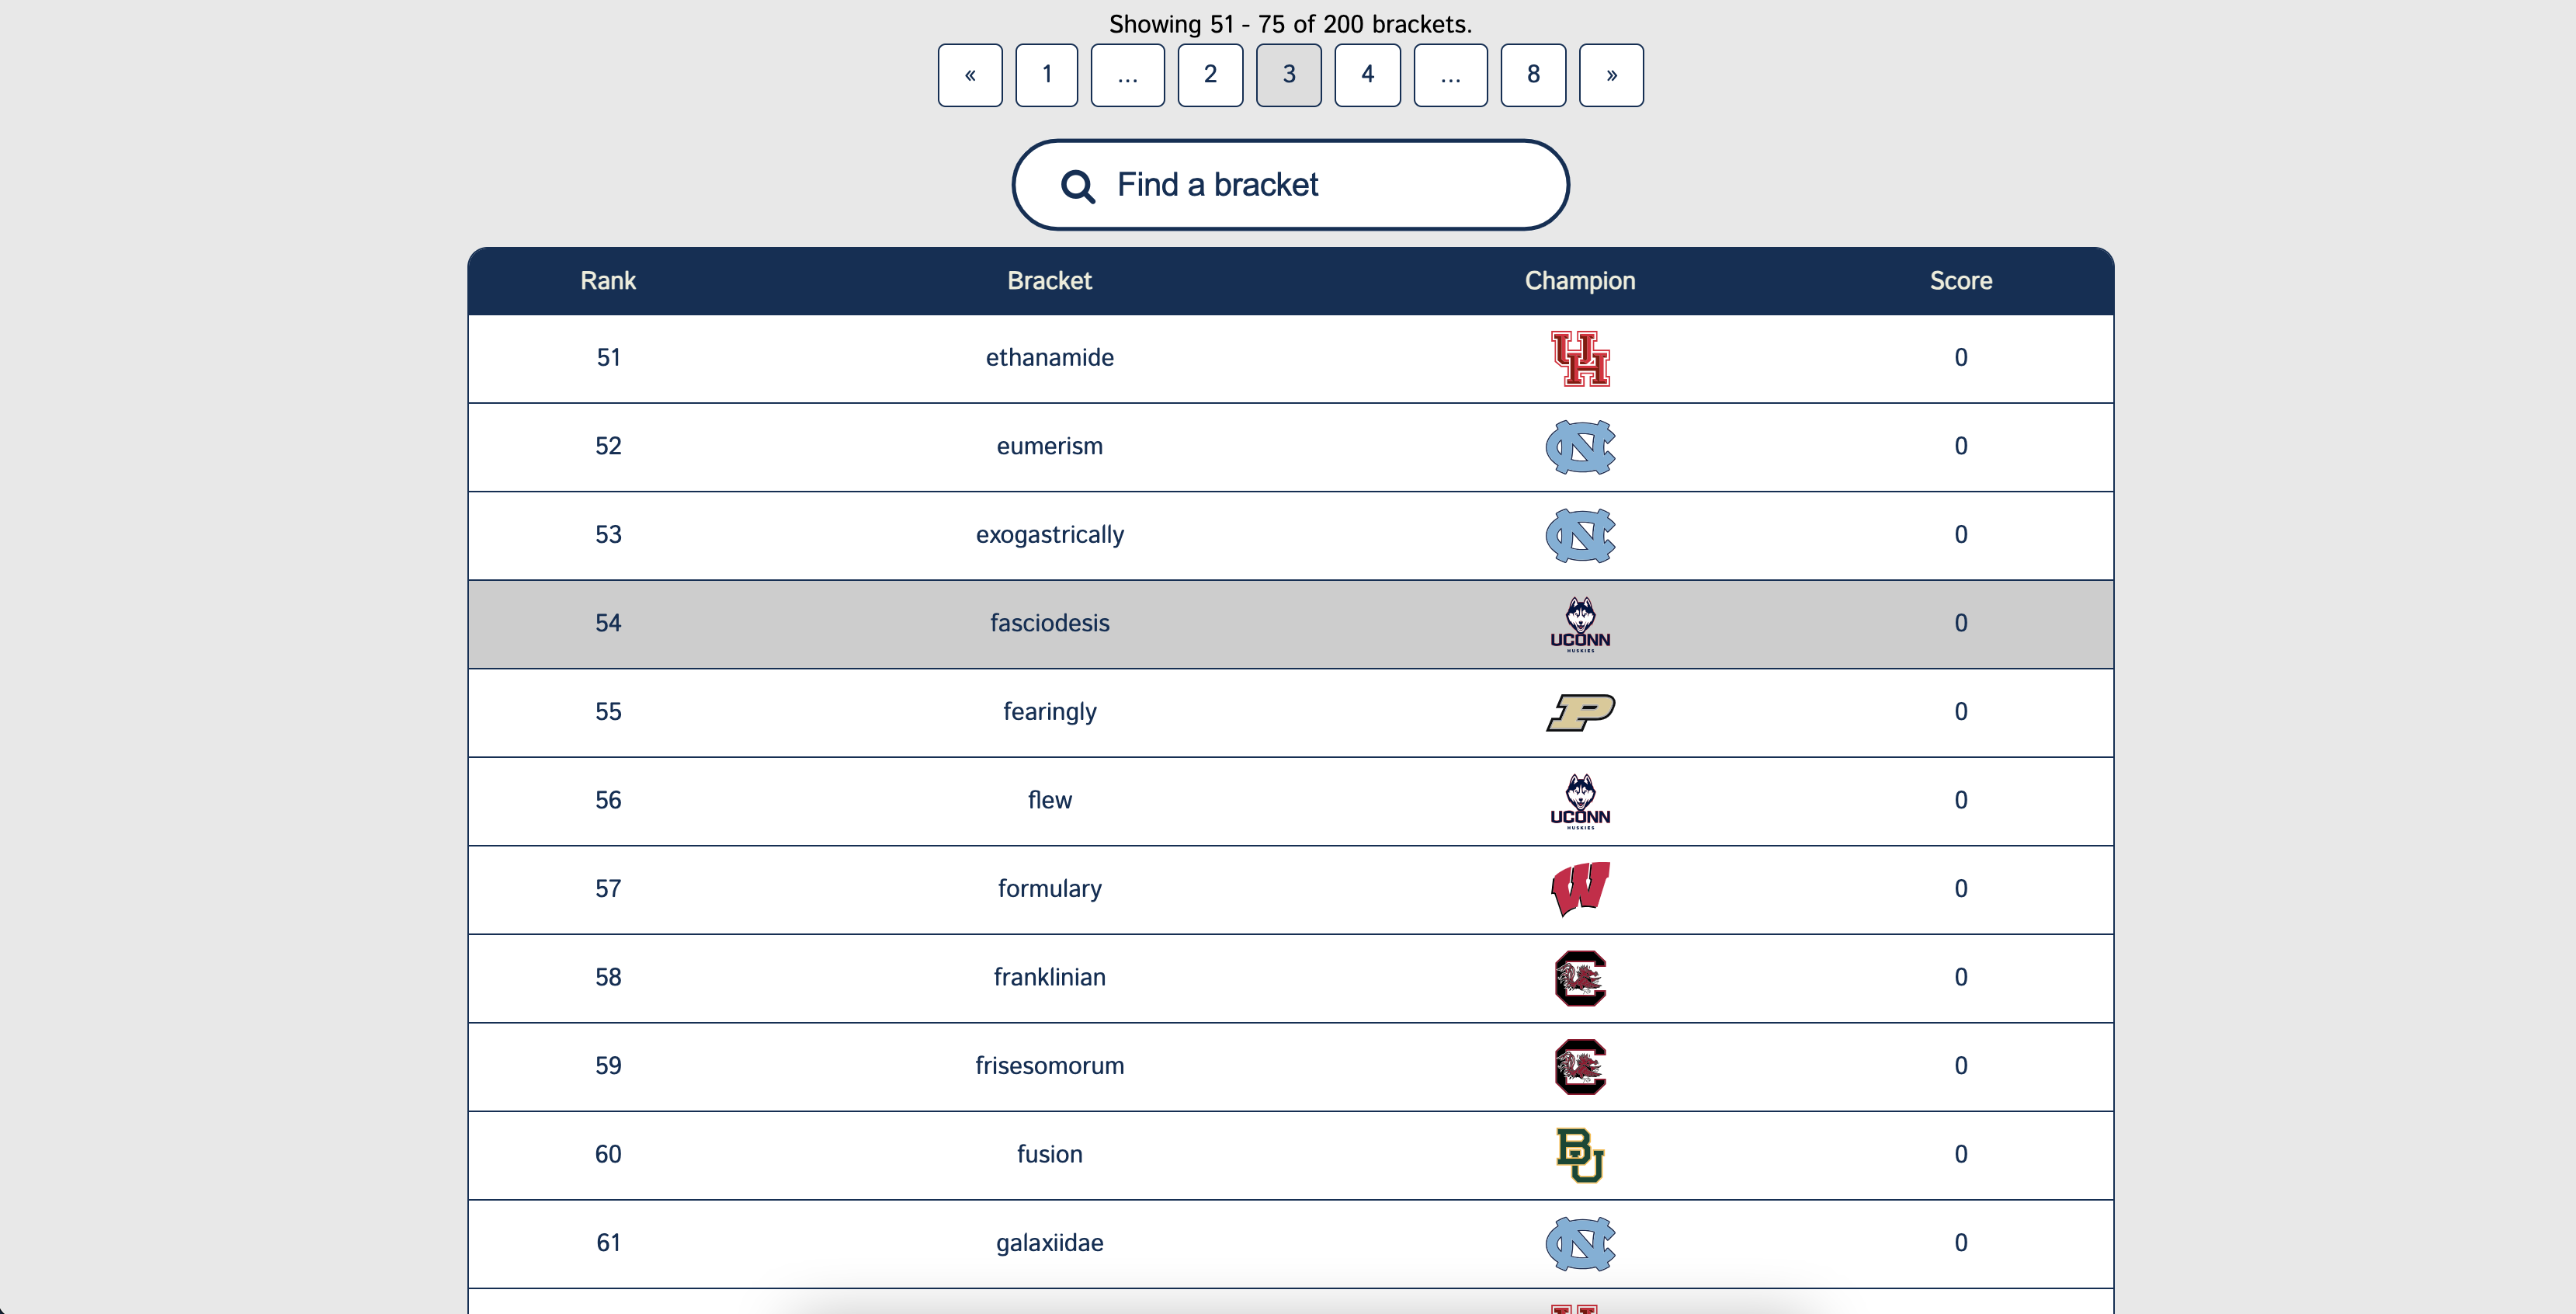 Showing 51 - 75 of 200 brackets.
« 1 ... 2 3 4 ... 8 »
Find a bracket
Rank Bracket Champion Score
51 ethanamide UH 0
52 eumerism NC 0
53 exogastrically NC 0
54 fasciodesis UCONN HUSKIES 0
55 fearingly P 0
56 flew UCONN HUSKIES 0
57 formulary W 0
58 franklinian C 0
59 frisesomorum C 0
60 fusion BU 0
61 galaxiidae NC 0